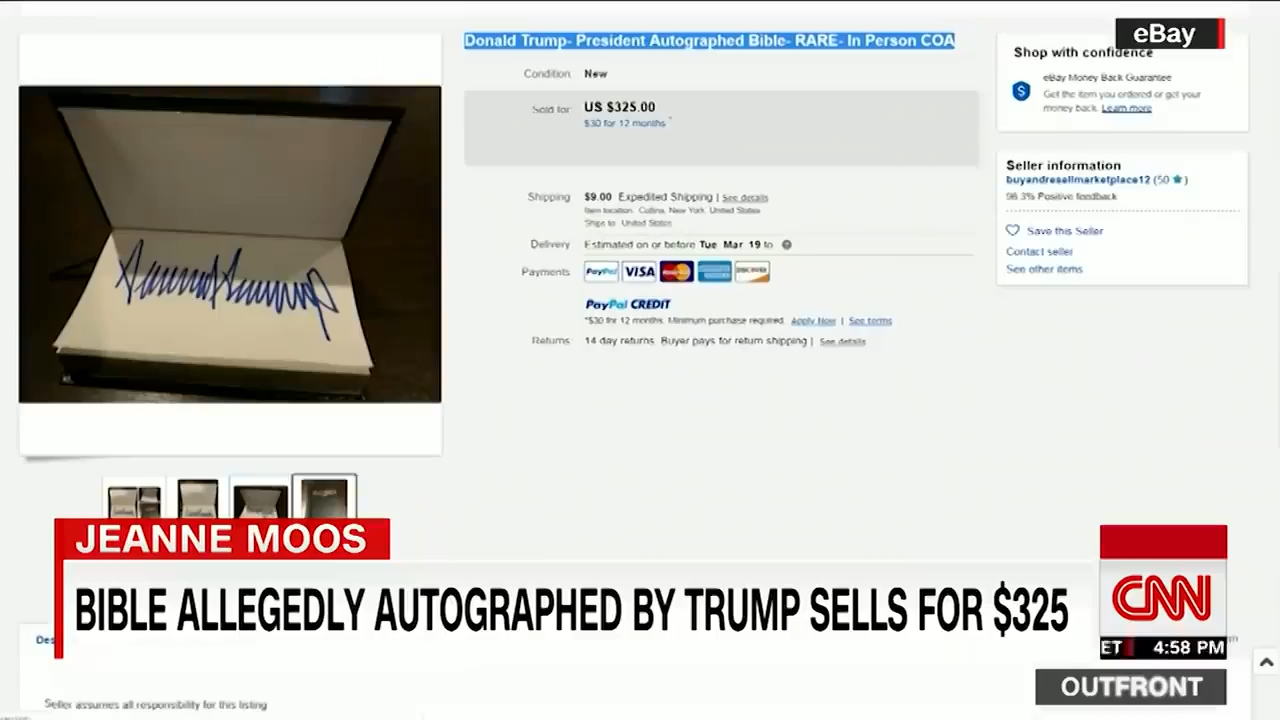 eBay
Donald Trump- President Autographed Bible- RARE- In Person COA
Condition: New
Sold for: US $325.00
$30 for 12 months
Shipping: $9.00 Expedited Shipping | See details
Item location: Collins, New York, United States
Ships to: United States
Delivery: Estimated on or before Tue. Mar. 19 to
Payments: PayPal VISA MasterCard DISCOVER
PayPal CREDIT
*$30 for 12 months. Minimum purchase required. Apply Now | See terms
Returns: 14 day returns. Buyer pays for return shipping | See details
Shop with confidence
eBay Money Back Guarantee
Get the item you ordered or get your
money back. Learn more
Seller information
buyandresellmarketplace12 (50 ★)
Positive feedback
Save this Seller
Contact seller
See other items
JEANNE MOOS
BIBLE ALLEGEDLY AUTOGRAPHED BY TRUMP SELLS FOR $325
CNN
ET 4:58 PM
OUTFRONT
Des
Seller assumes all responsibility for this listing